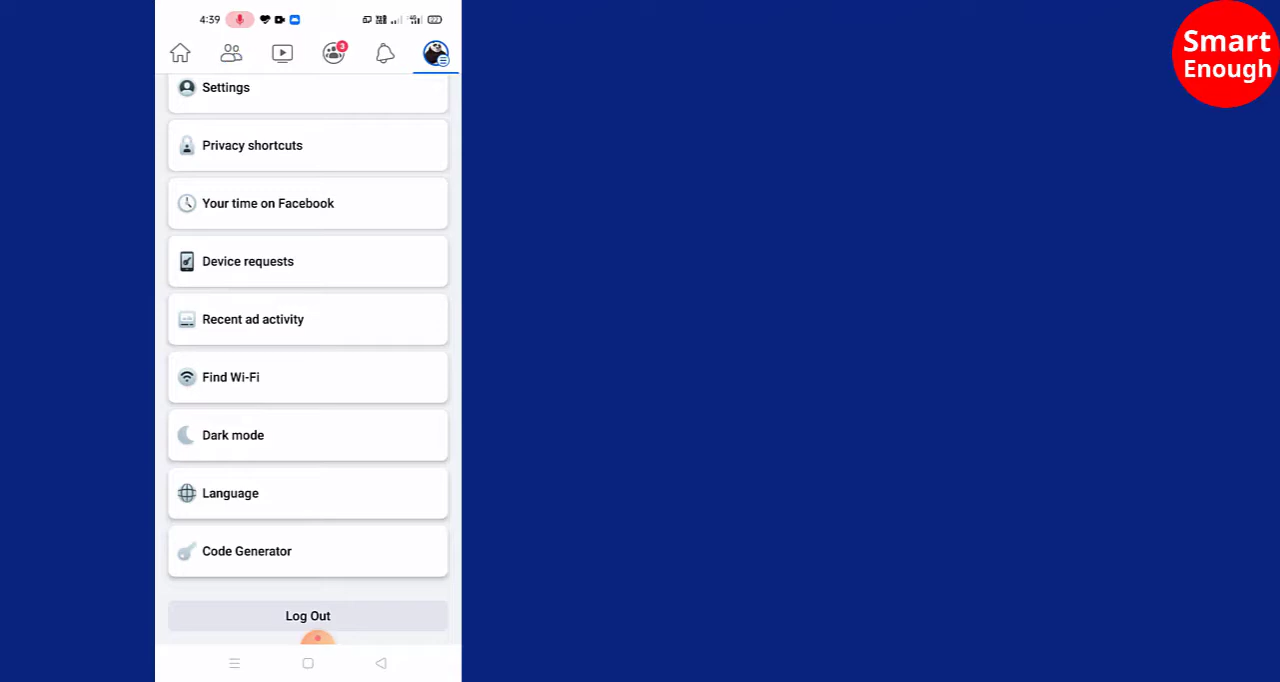 4:39
Smart
Enough
3
Settings
Privacy shortcuts
Your time on Facebook
Device requests
Recent ad activity
Find Wi-Fi
Dark mode
Language
Code Generator
Log Out